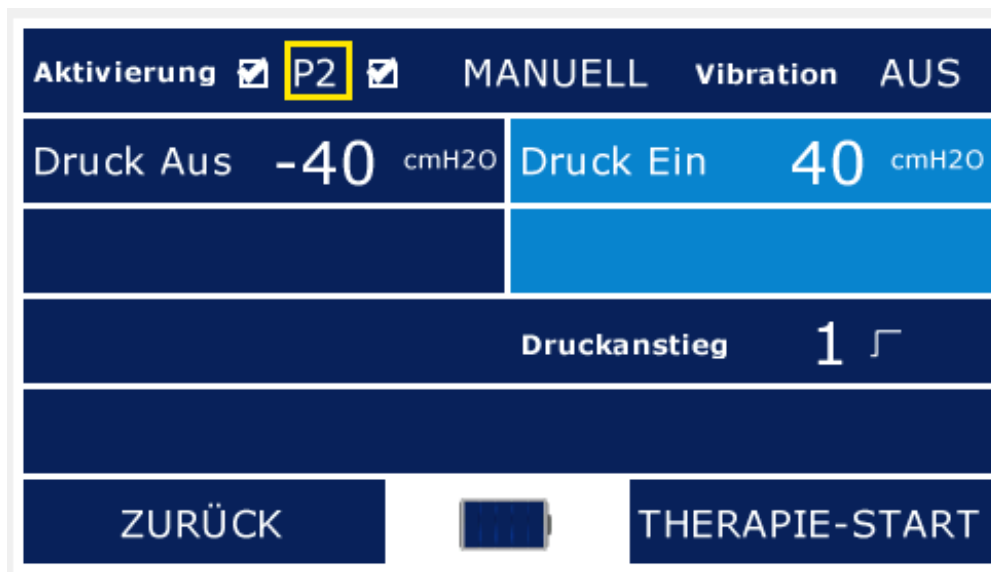 Aktivierung P2 MANUELL Vibration AUS
Druck Aus -40 cmH2O Druck Ein 40 cmH2O
Druckanstieg 1
ZURÜCK THERAPIE-START